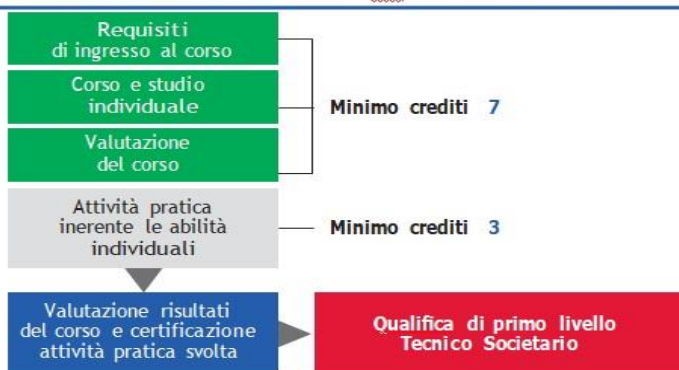 Requisiti
di ingresso al corso
Corso e studio
individuale
Minimo crediti 7
Valutazione
del corso
Attività pratica
inerente le abilità
individuali
Minimo crediti 3
Valutazione risultati
del corso e certificazione
attività pratica svolta
Qualifica di primo livello
Tecnico Societario